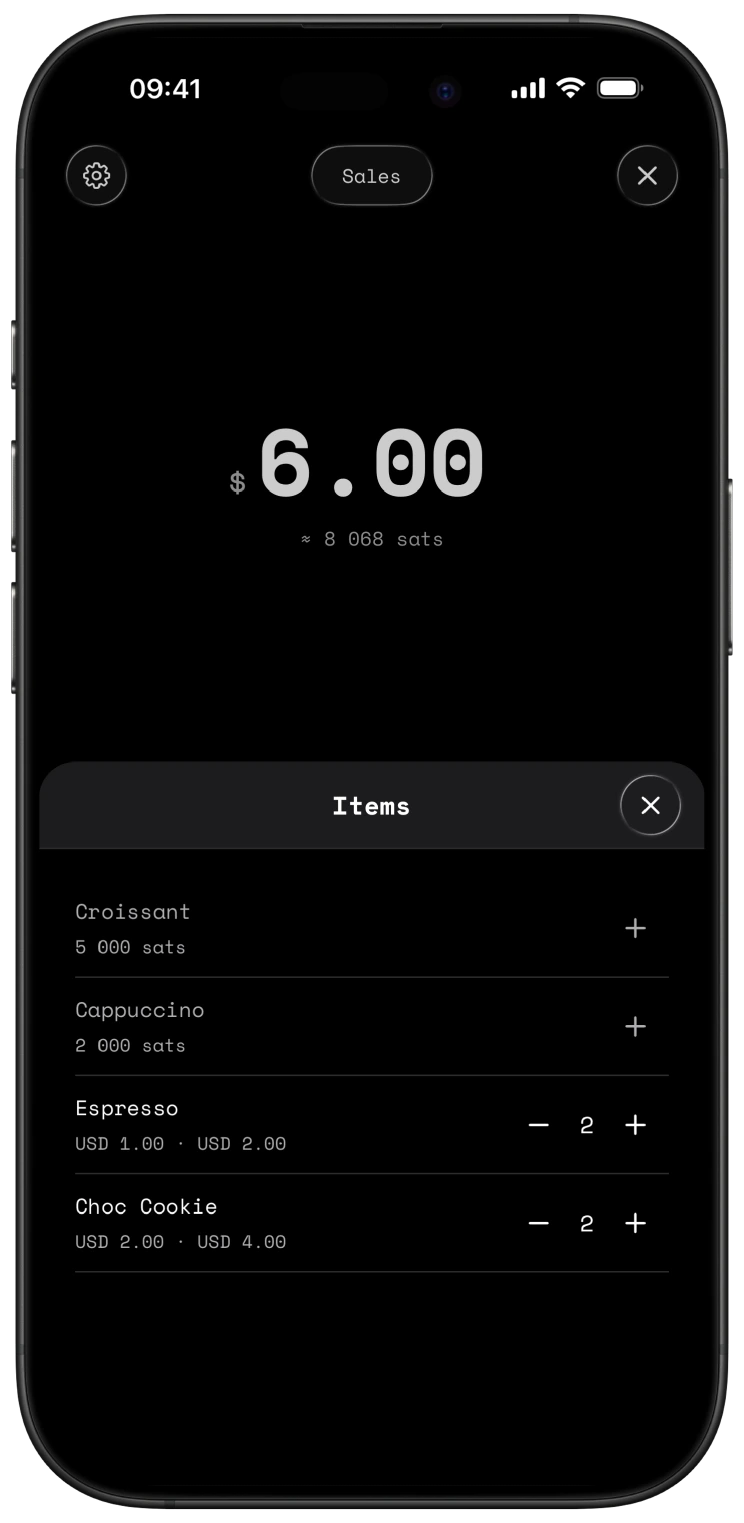 09:41
Sales
$ 6.00
≈ 8 068 sats
Items
Croissant
5 000 sats
Cappuccino
2 000 sats
Espresso
USD 1.00 · USD 2.00
2
Choc Cookie
USD 2.00 · USD 4.00
2